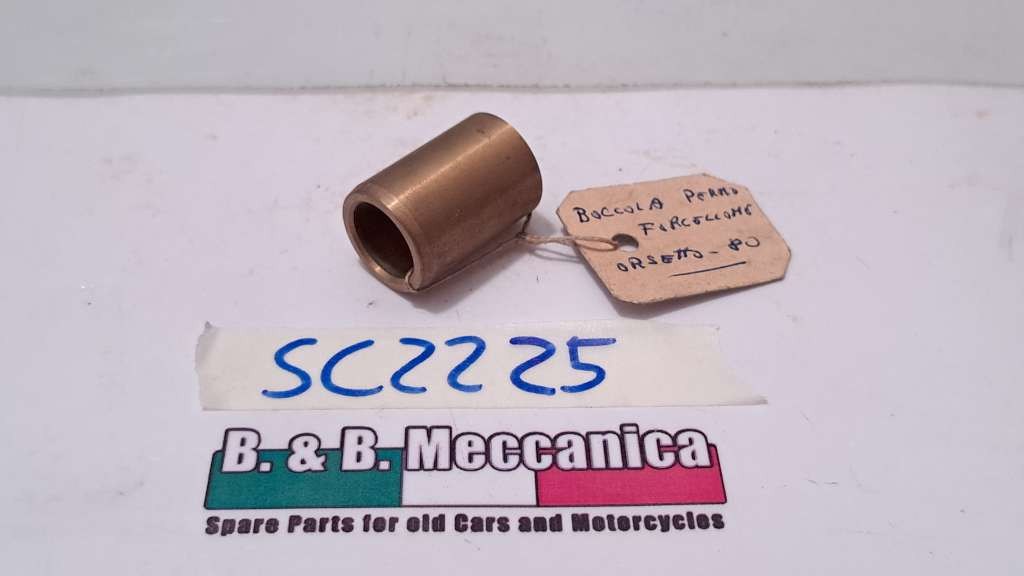 BOCCOLA PERNO
FORCELLONE
ORSETTO - 80
SC2225
B. & B. Meccanica
Spare Parts for old Cars and Motorcycles